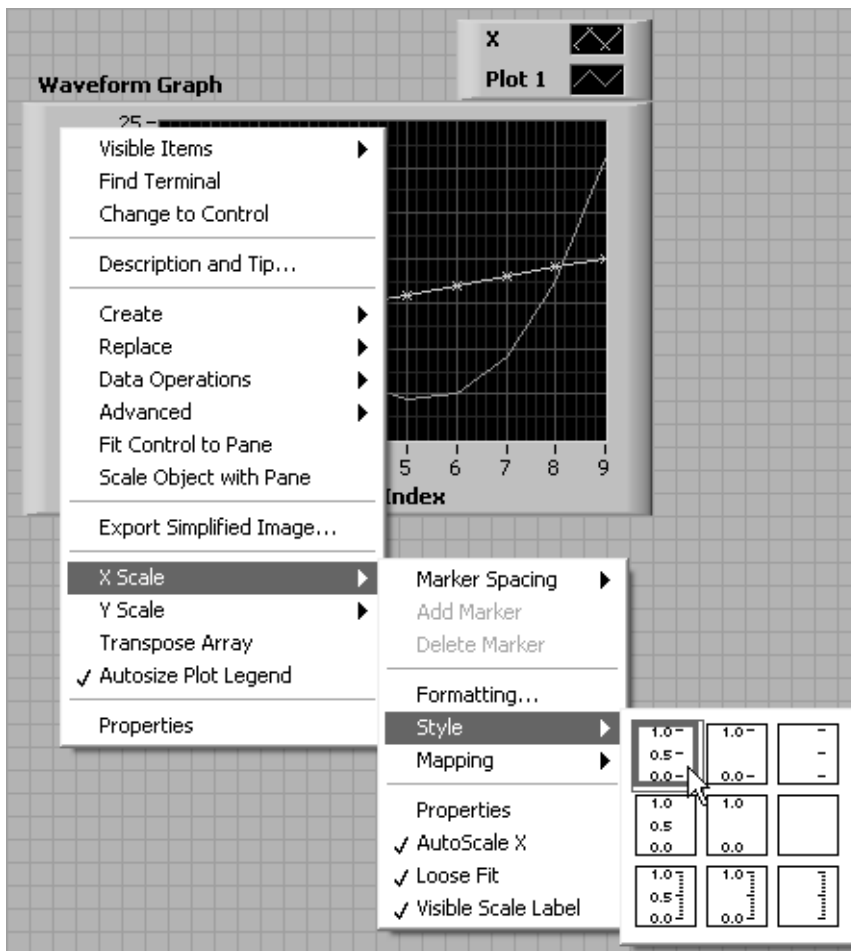 X
Plot 1
Waveform Graph
25
Visible Items
Find Terminal
Change to Control
Description and Tip...
Create
Replace
Data Operations
Advanced
Fit Control to Pane
Scale Object with Pane
Export Simplified Image...
X Scale
Y Scale
Transpose Array
Autosize Plot Legend
Properties
5 6 7 8 9
Index
Marker Spacing
Add Marker
Delete Marker
Formatting...
Style
Mapping
Properties
AutoScale X
Loose Fit
Visible Scale Label
1.0 1.0
0.5
0.0 0.0
1.0 1.0
0.5
0.0 0.0
1.0 1.0
0.5
0.0 0.0